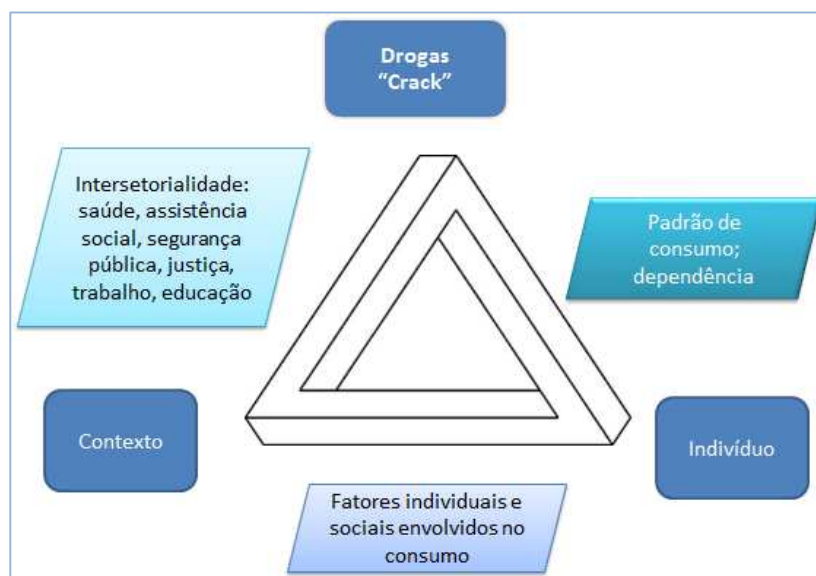 Drogas
“Crack”
Intersetorialidade:
saúde, assistência
social, segurança
pública, justiça,
trabalho, educação
Padrão de
consumo;
dependência
Contexto
Indivíduo
Fatores individuais e
sociais envolvidos no
consumo